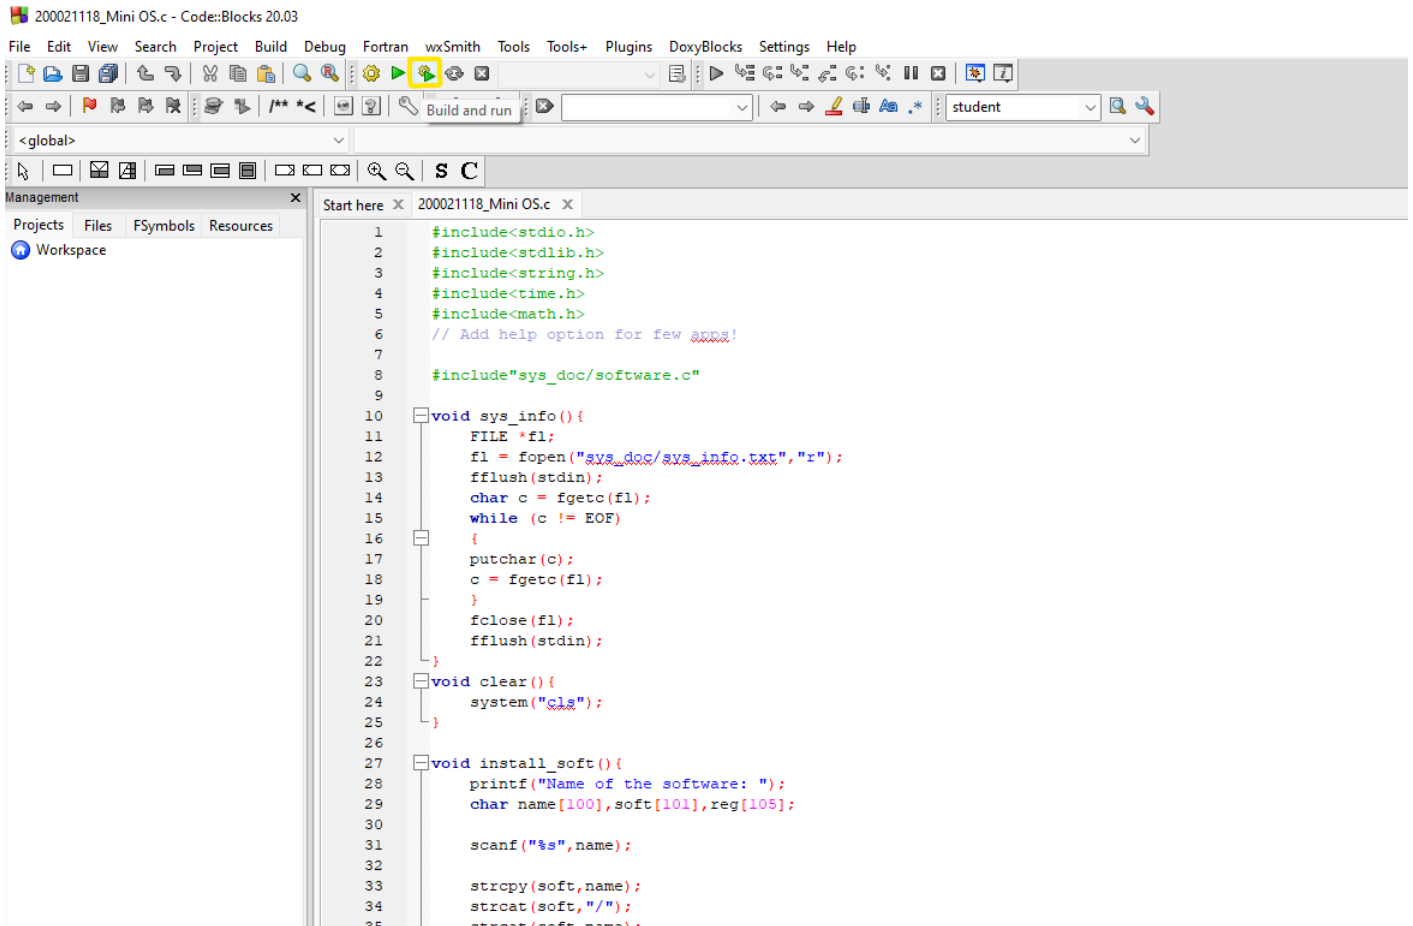 200021118_Mini OS.c - Code::Blocks 20.03
File Edit View Search Project Build Debug Fortran wxSmith Tools Tools+ Plugins DoxyBlocks Settings Help
/** *< Build and run Aa .* student
<global>
S C
Management
Start here 200021118_Mini OS.c
Projects Files FSymbols Resources
Workspace
1 #include<stdio.h>
2 #include<stdlib.h>
3 #include<string.h>
4 #include<time.h>
5 #include<math.h>
6 // Add help option for few apps!
7
8 #include"sys_doc/software.c"
9
10 void sys_info(){
11 FILE *fl;
12 fl = fopen("sys_doc/sys_info.txt","r");
13 fflush(stdin);
14 char c = fgetc(fl);
15 while (c != EOF)
16 {
17 putchar(c);
18 c = fgetc(fl);
19 }
20 fclose(fl);
21 fflush(stdin);
22 }
23 void clear(){
24 system("cls");
25 }
26
27 void install_soft(){
28 printf("Name of the software: ");
29 char name[100],soft[101],reg[105];
30
31 scanf("%s",name);
32
33 strcpy(soft,name);
34 strcat(soft,"/");
35 strcat(soft,name);